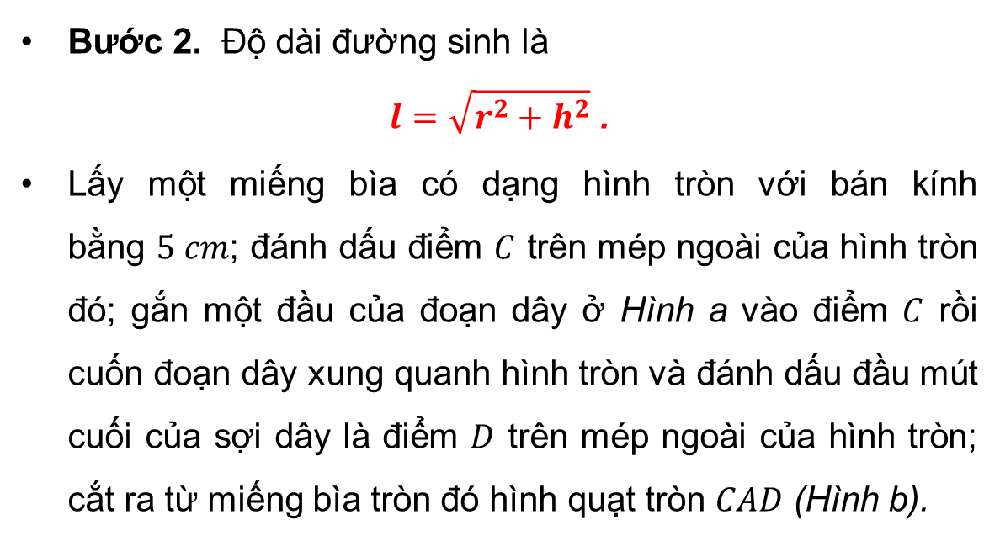 • Bước 2. Độ dài đường sinh là
l = √(r² + h²) .
• Lấy một miếng bìa có dạng hình tròn với bán kính
bằng 5 cm; đánh dấu điểm C trên mép ngoài của hình tròn
đó; gắn một đầu của đoạn dây ở Hình a vào điểm C rồi
cuốn đoạn dây xung quanh hình tròn và đánh dấu đầu mút
cuối của sợi dây là điểm D trên mép ngoài của hình tròn;
cắt ra từ miếng bìa tròn đó hình quạt tròn CAD (Hình b).